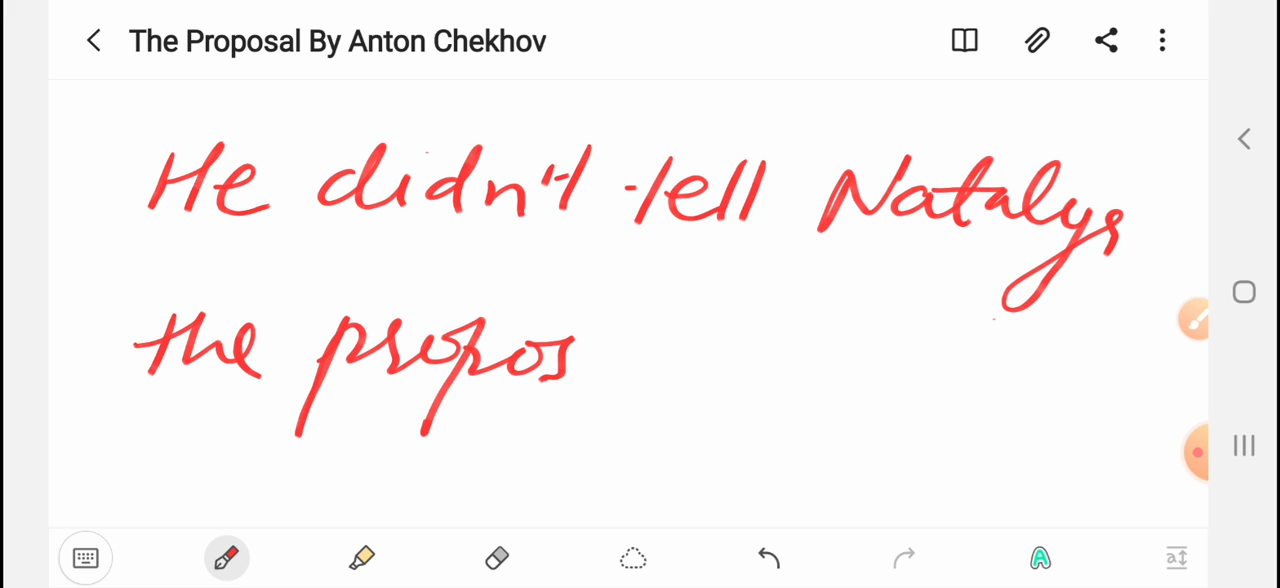 The Proposal By Anton Chekhov
He didn't tell Natalya
the propos